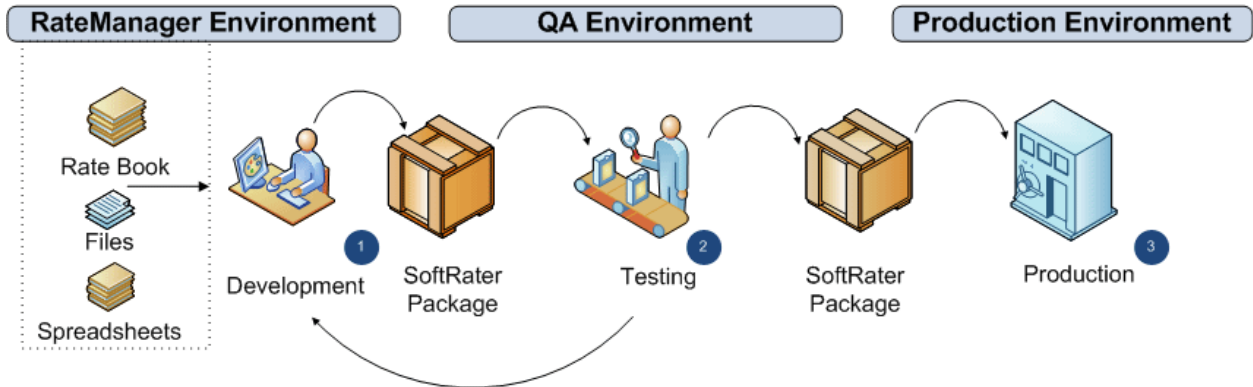 RateManager Environment
QA Environment
Production Environment
Rate Book
Files
Spreadsheets
1
Development
SoftRater
Package
2
Testing
SoftRater
Package
3
Production